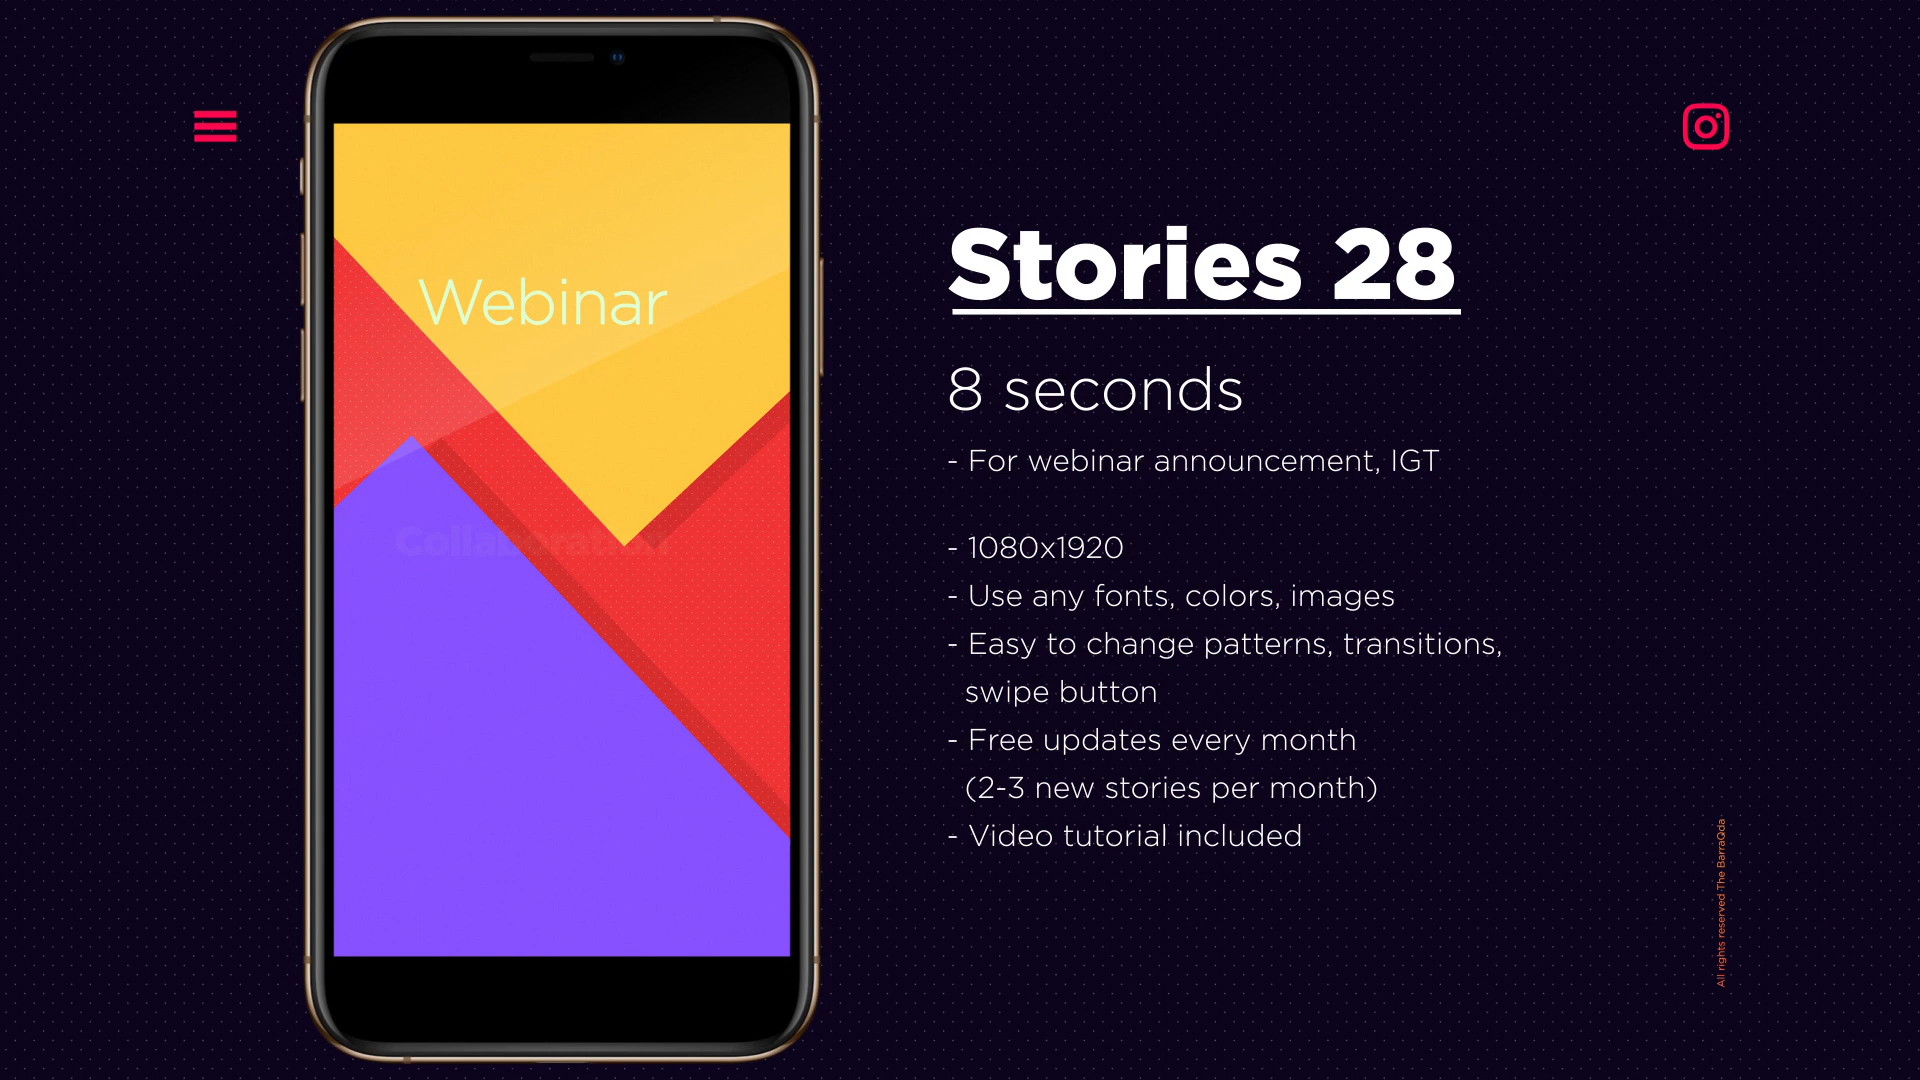 Webinar
Collaboration
Stories 28
8 seconds
- For webinar announcement, IGT
- 1080x1920
- Use any fonts, colors, images
- Easy to change patterns, transitions,
swipe button
- Free updates every month
(2-3 new stories per month)
- Video tutorial included
All rights reserved The BarraQda